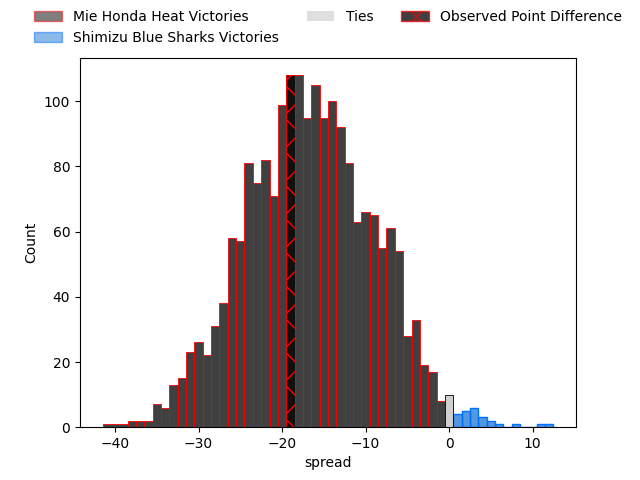 Mie Honda Heat Victories
Shimizu Blue Sharks Victories
Ties
Observed Point Difference
Count
100
80
60
40
20
0
−40
−30
−20
−10
0
10
spread